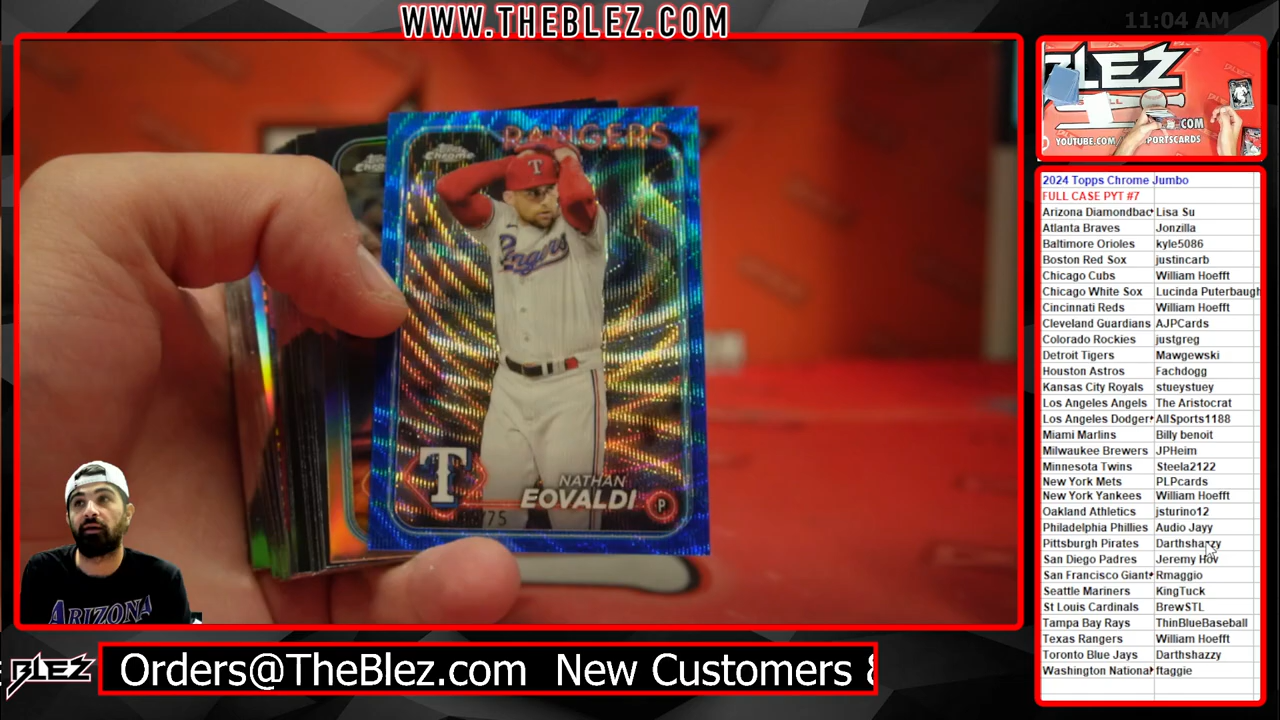 WWW.THEBLEZ.COM
11:04 AM
RANGERS
Topps Chrome
Rangers
T
T
NATHAN
EOVALDI P
/75
BLEZ
.COM
YOUTUBE.COM/
SPORTSCARDS
2024 Topps Chrome Jumbo
FULL CASE PYT #7
Arizona Diamondbac Lisa Su
Atlanta Braves Jonzilla
Baltimore Orioles kyle5086
Boston Red Sox justincarb
Chicago Cubs William Hoefft
Chicago White Sox Lucinda Puterbaugh
Cincinnati Reds William Hoefft
Cleveland Guardians AJPCards
Colorado Rockies justgreg
Detroit Tigers Mawgewski
Houston Astros Fachdogg
Kansas City Royals stueystuey
Los Angeles Angels The Aristocrat
Los Angeles Dodger AllSports1188
Miami Marlins Billy benoit
Milwaukee Brewers JPHeim
Minnesota Twins Steela2122
New York Mets PLPcards
New York Yankees William Hoefft
Oakland Athletics jsturino12
Philadelphia Phillies Audio Jayy
Pittsburgh Pirates Darthshazzy
San Diego Padres Jeremy Hov
San Francisco Giant Rmaggio
Seattle Mariners KingTuck
St Louis Cardinals BrewSTL
Tampa Bay Rays ThinBlueBaseball
Texas Rangers William Hoefft
Toronto Blue Jays Darthshazzy
Washington National ftaggie
ARIZONA
BLEZ
Orders@TheBlez.com New Customers &